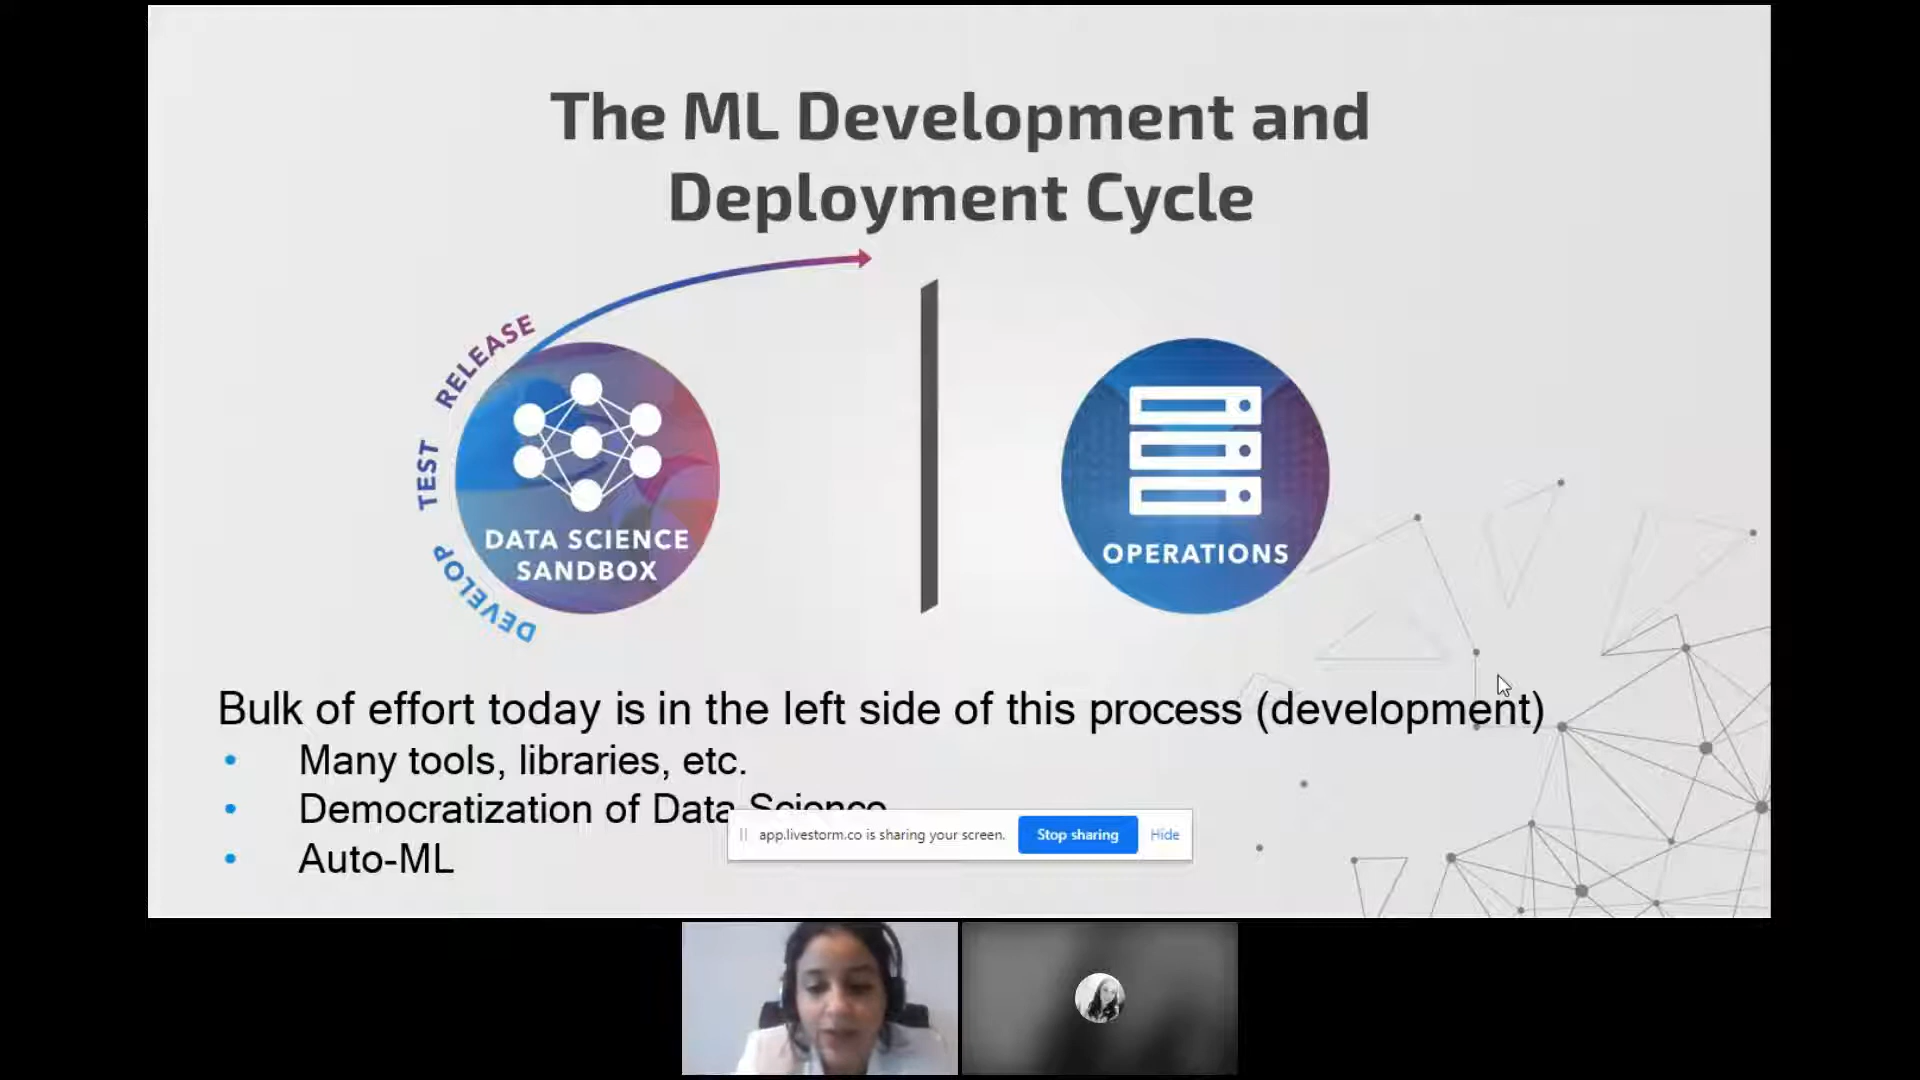 The ML Development and
Deployment Cycle
RELEASE
TEST
DEVELOP
DATA SCIENCE
SANDBOX
OPERATIONS
Bulk of effort today is in the left side of this process (development)
• Many tools, libraries, etc.
• Democratization of Data Science
• Auto-ML
app.livestorm.co is sharing your screen.
Stop sharing
Hide